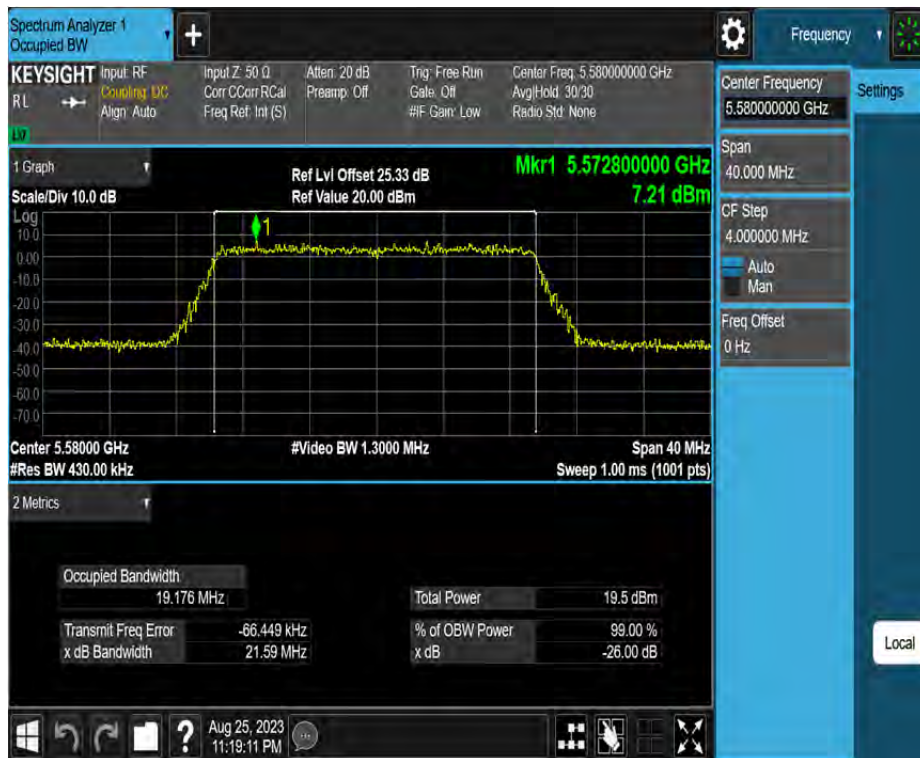 Spectrum Analyzer 1
Occupied BW
Frequency
KEYSIGHT
RL
Input: RF
Coupling: DC
Align: Auto
Input Z: 50 Ω
Corr CCorr RCal
Freq Ref: Int (S)
Atten: 20 dB
Preamp: Off
Trig: Free Run
Gate: Off
#IF Gain: Low
Center Freq: 5.580000000 GHz
Avg|Hold: 30/30
Radio Std: None
Center Frequency
5.580000000 GHz
Settings
Span
40.000 MHz
CF Step
4.000000 MHz
Auto
Man
Freq Offset
0 Hz
1 Graph
Scale/Div 10.0 dB
Ref Lvl Offset 25.33 dB
Ref Value 20.00 dBm
Mkr1 5.572800000 GHz
7.21 dBm
Log
10.0
0.00
-10.0
-20.0
-30.0
-40.0
-50.0
-60.0
-70.0
1
Center 5.58000 GHz
#Res BW 430.00 kHz
#Video BW 1.3000 MHz
Span 40 MHz
Sweep 1.00 ms (1001 pts)
2 Metrics
Occupied Bandwidth
19.176 MHz
Total Power 19.5 dBm
Transmit Freq Error -66.449 kHz
% of OBW Power 99.00 %
x dB Bandwidth 21.59 MHz
x dB -26.00 dB
Local
?
Aug 25, 2023
11:19:11 PM